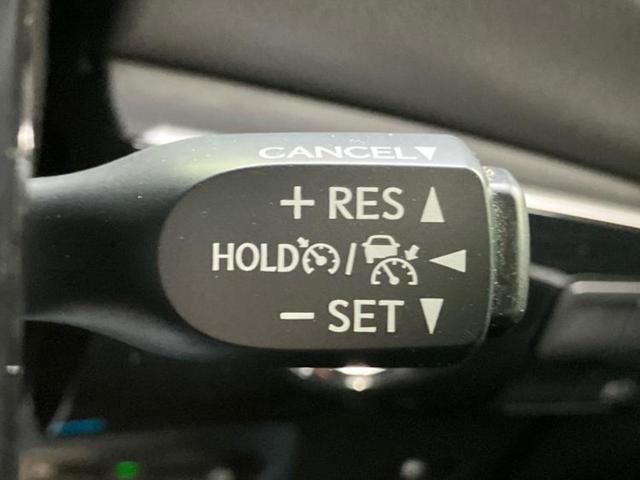 CANCEL▼
+ RES ▲
HOLD / ◀
− SET ▼